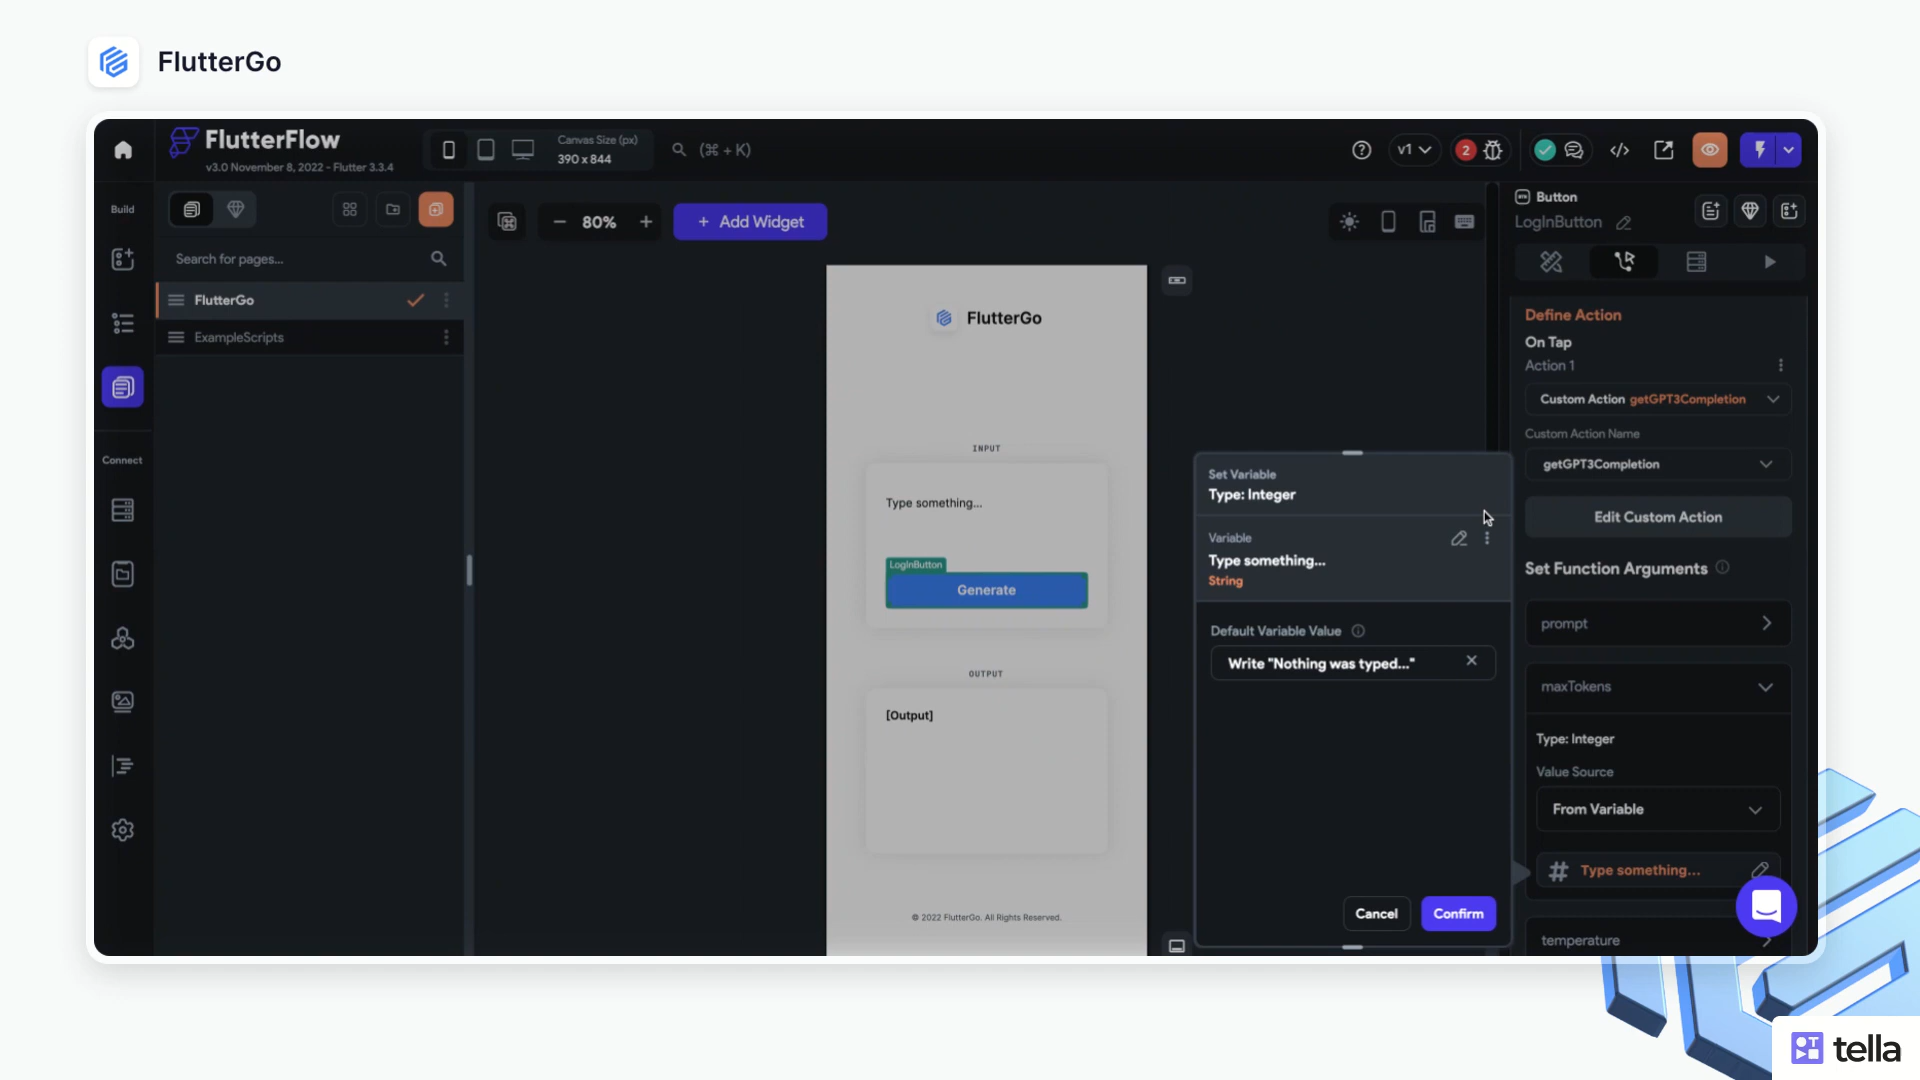 FlutterGo
FlutterFlow
v3.0 November 8, 2022 - Flutter 3.3.4
Canvas Size (px)
390 x 844
(⌘ + K)
v1
2
Build
Search for pages...
FlutterGo
ExampleScripts
Connect
80%
+ Add Widget
FlutterGo
INPUT
Type something...
LogInButton
Generate
OUTPUT
[Output]
© 2022 FlutterGo. All Rights Reserved.
Set Variable
Type: Integer
Variable
Type something...
String
Default Variable Value
Write "Nothing was typed..."
Cancel
Confirm
Button
LogInButton
Define Action
On Tap
Action 1
Custom Action getGPT3Completion
Custom Action Name
getGPT3Completion
Edit Custom Action
Set Function Arguments
prompt
maxTokens
Type: Integer
Value Source
From Variable
# Type something...
temperature
tella